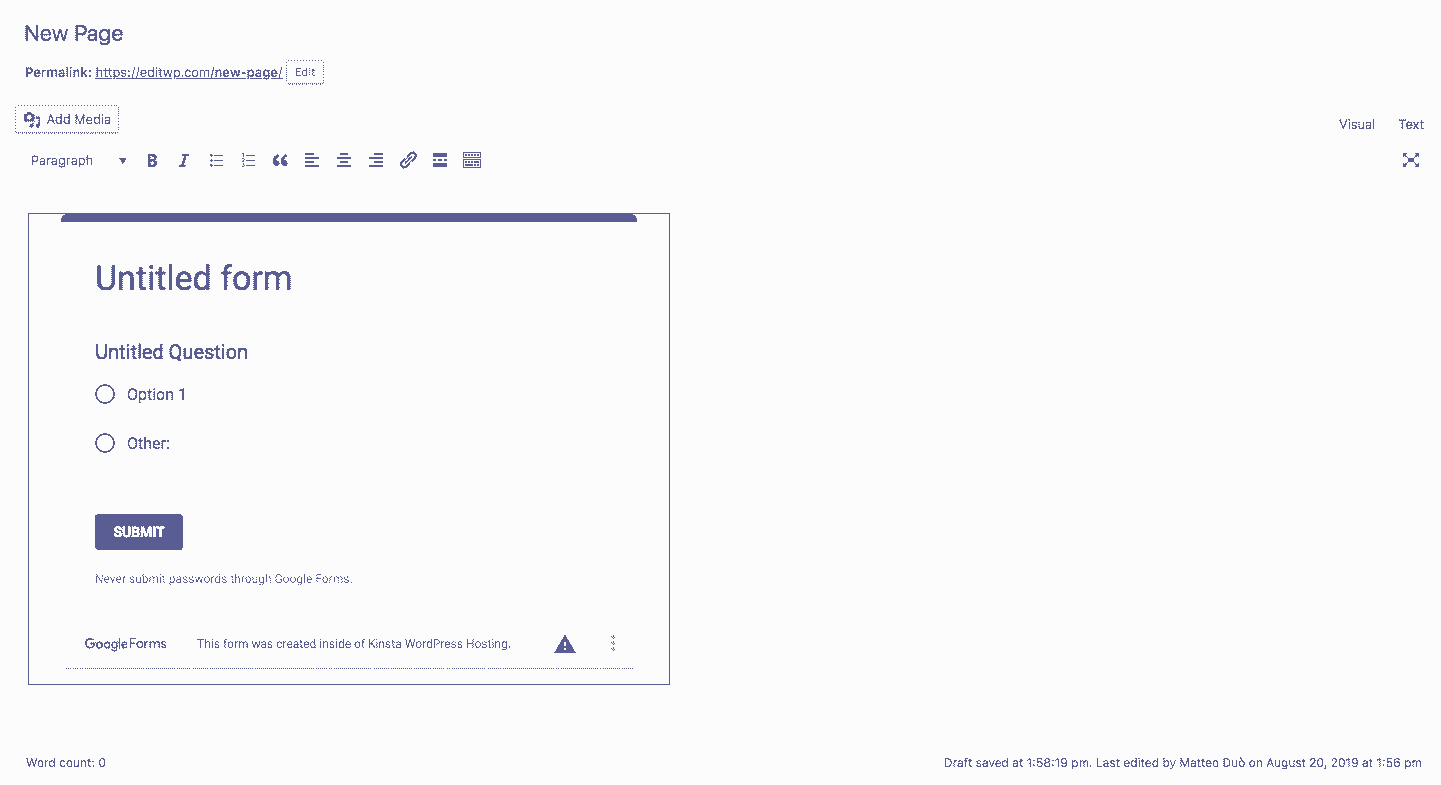 New Page
Permalink: https://editwp.com/new-page/ Edit
Add Media
Visual Text
Paragraph
Untitled form
Untitled Question
Option 1
Other:
SUBMIT
Never submit passwords through Google Forms.
Google Forms This form was created inside of Kinsta WordPress Hosting.
Word count: 0
Draft saved at 1:58:19 pm. Last edited by Matteo Duò on August 20, 2019 at 1:56 pm